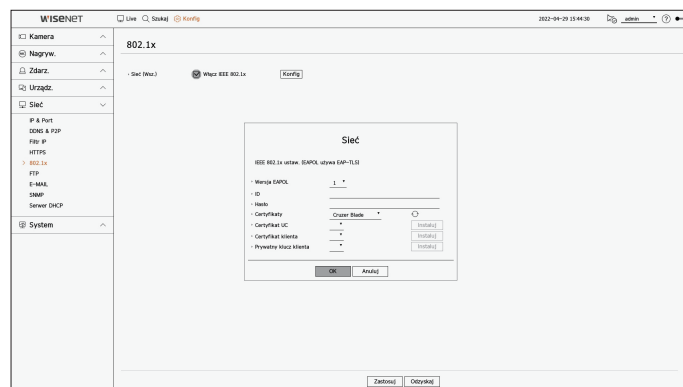 WISENET
Live Szukaj Konfig
2022-04-29 15:44:30 admin ?
Kamera
Nagryw.
Zdarz.
Urządz.
Sieć
IP & Port
DDNS & P2P
Filtr IP
HTTPS
> 802.1x
FTP
E-MAIL
SNMP
Serwer DHCP
System
802.1x
· Sieć (Wsz.) Włącz IEEE 802.1x Konfig
Sieć
IEEE 802.1x ustaw. (EAPOL używa EAP-TLS)
· Wersja EAPOL 1
· ID
· Hasło
· Certyfikaty Cruzer Blade
· Certyfikat UC Instaluj
· Certyfikat klienta Instaluj
· Prywatny klucz klienta Instaluj
OK Anuluj
Zastosuj Odzyskaj